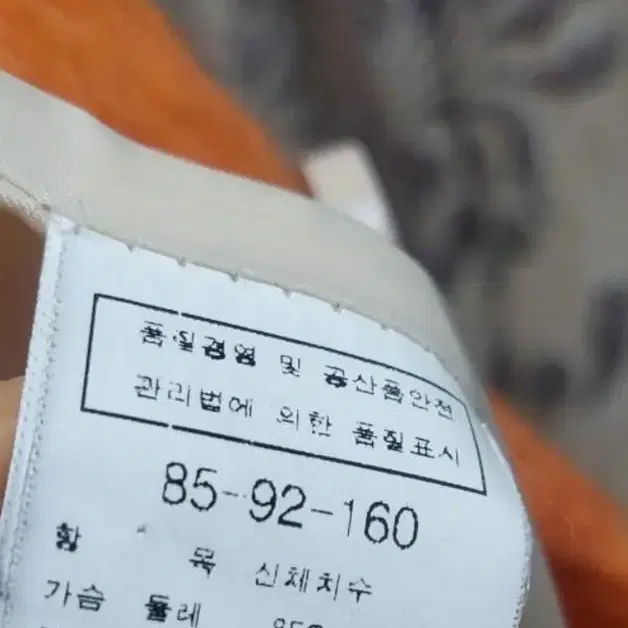 품질경영 및 공산품안전
관리법에 의한 품질표시
85-92-160
항 목 신체치수
가슴 둘레